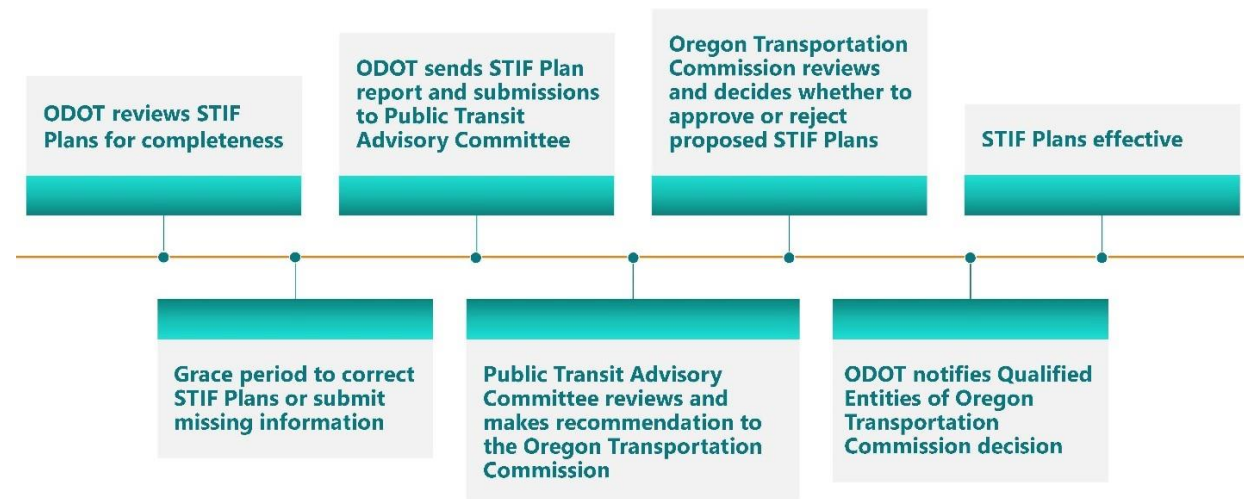 ODOT reviews STIF
Plans for completeness
Grace period to correct
STIF Plans or submit
missing information
ODOT sends STIF Plan
report and submissions
to Public Transit
Advisory Committee
Public Transit Advisory
Committee reviews and
makes recommendation to
the Oregon Transportation
Commission
Oregon Transportation
Commission reviews
and decides whether to
approve or reject
proposed STIF Plans
ODOT notifies Qualified
Entities of Oregon
Transportation
Commission decision
STIF Plans effective